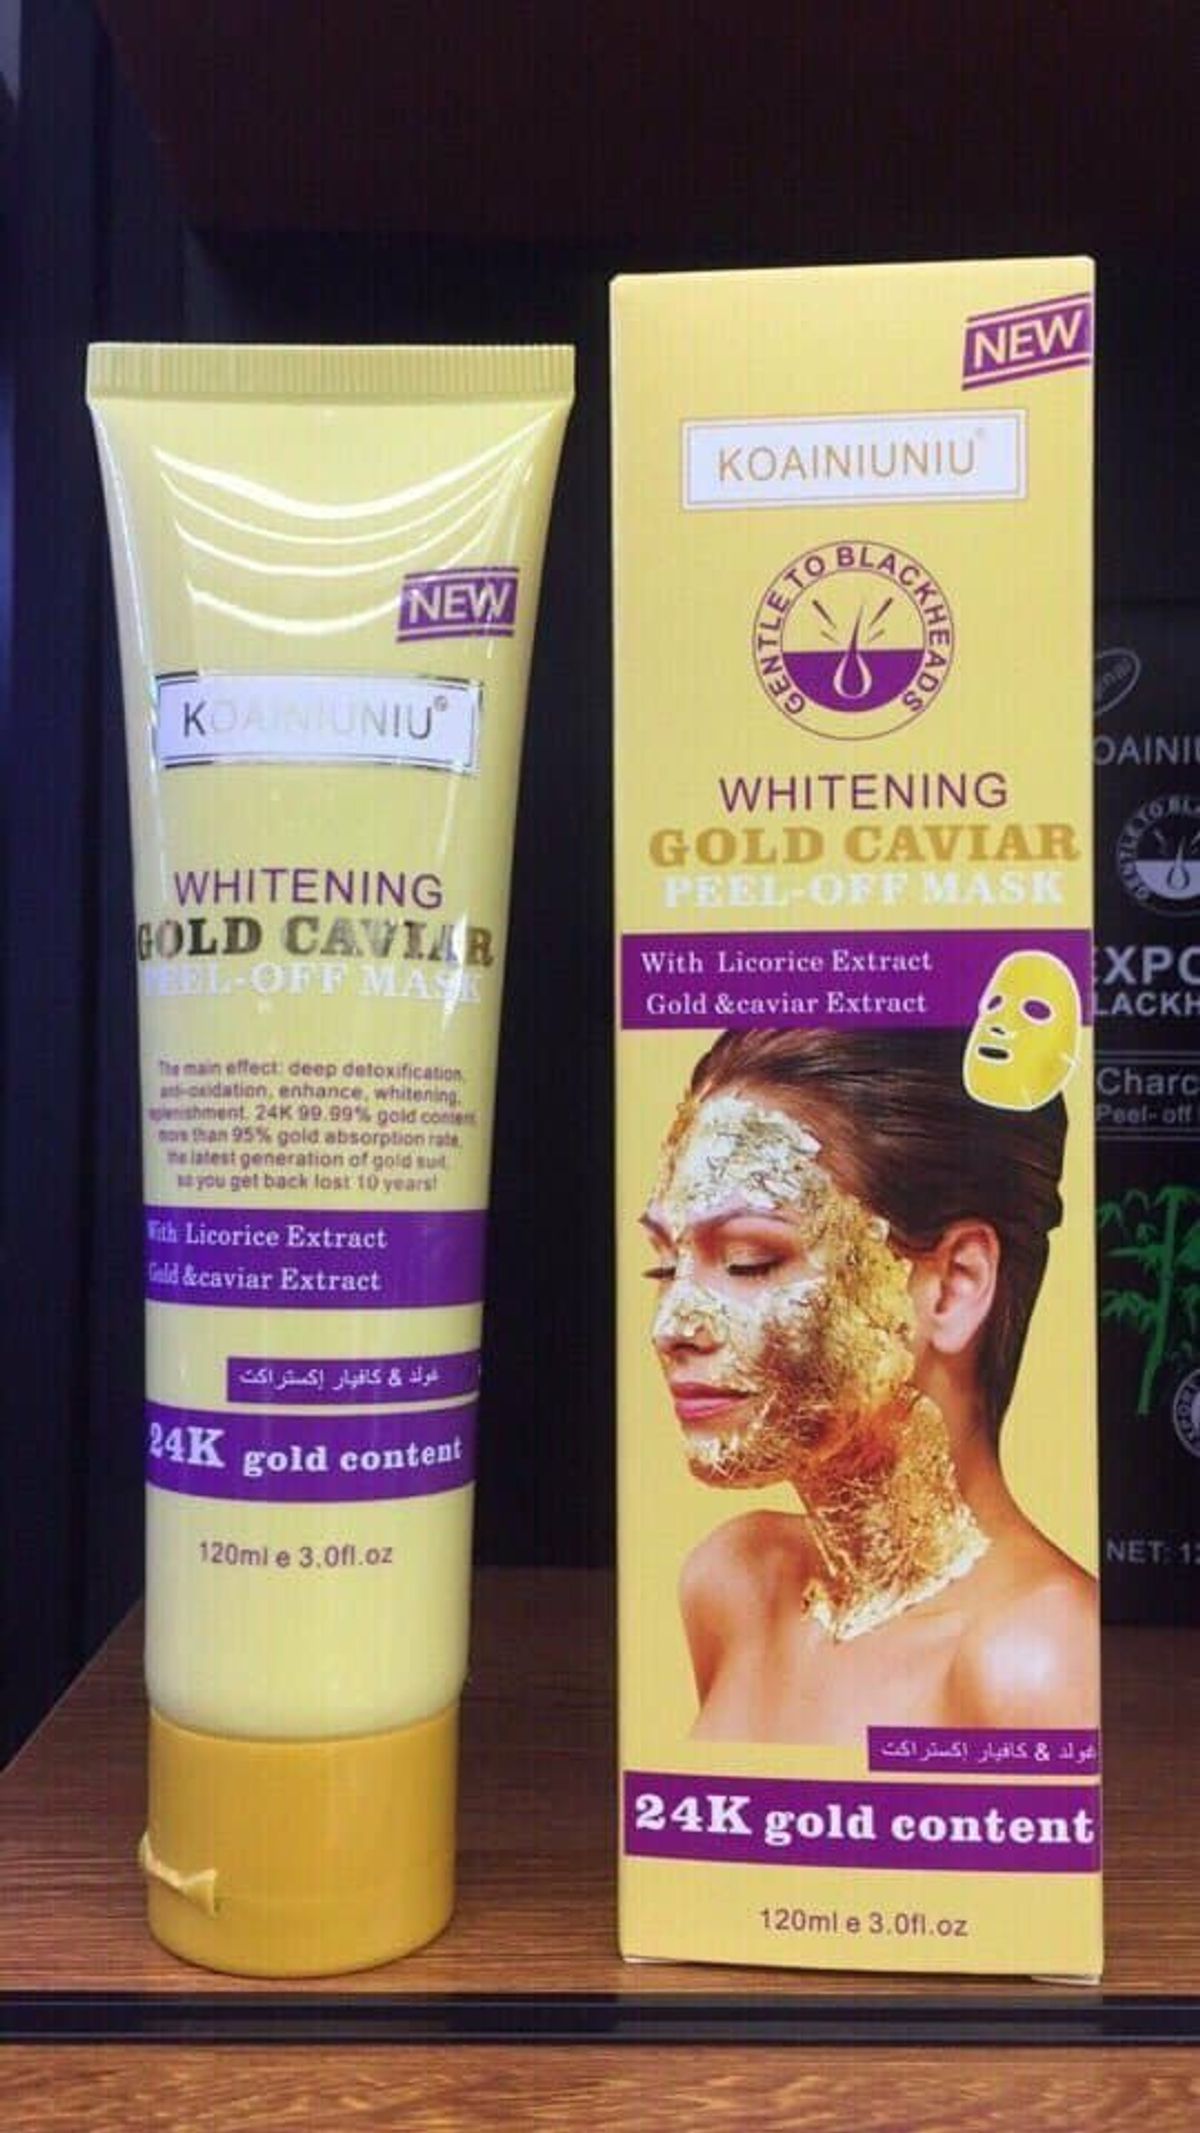 NEW
KOAINIUNIU®
WHITENING
GOLD CAVIAR
PEEL-OFF MASK
The main effect: deep detoxification,
anti-oxidation, enhance, whitening,
replenishment. 24K 99.99% gold content,
more than 95% gold absorption rate,
the latest generation of gold suit,
so you get back lost 10 years!
With Licorice Extract
Gold &caviar Extract
غولد & كافيار إكستراكت
24K gold content
120ml e 3.0fl.oz
NEW
KOAINIUNIU®
GENTLE TO BLACKHEADS
WHITENING
GOLD CAVIAR
PEEL-OFF MASK
With Licorice Extract
Gold &caviar Extract
غولد & كافيار إكستراكت
24K gold content
120ml e 3.0fl.oz
Peel-off
NET: